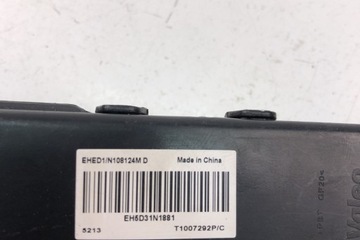 EHED1/N108124M D
Made in China
EH5D31N1881
5213
T1007292P/C
Valeo